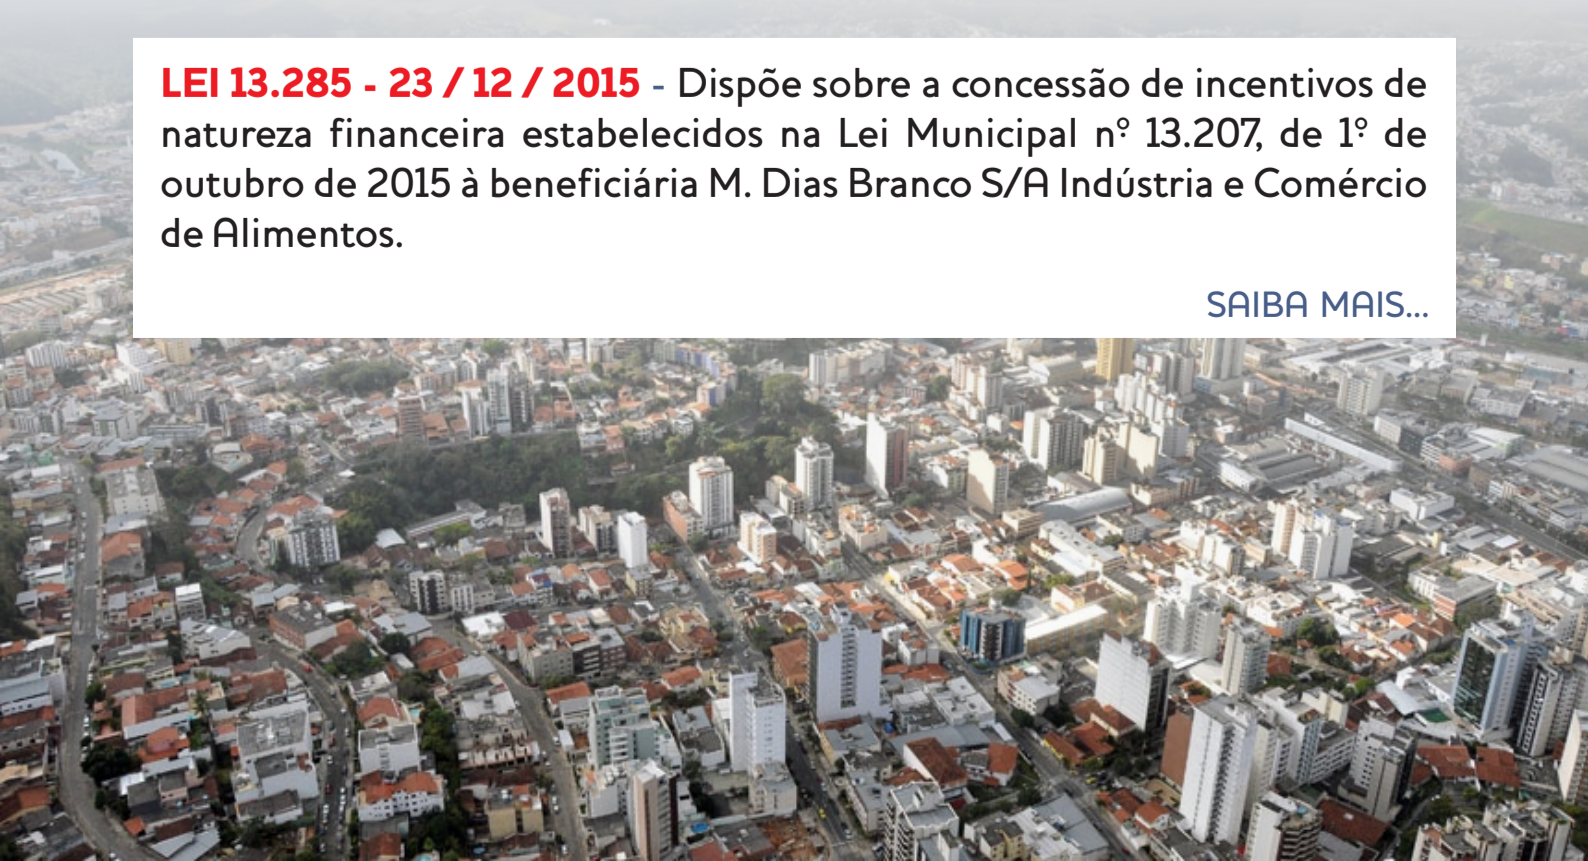 LEI 13.285 - 23 / 12 / 2015 - Dispõe sobre a concessão de incentivos de
natureza financeira estabelecidos na Lei Municipal nº 13.207, de 1º de
outubro de 2015 à beneficiária M. Dias Branco S/A Indústria e Comércio
de Alimentos.
SAIBA MAIS...